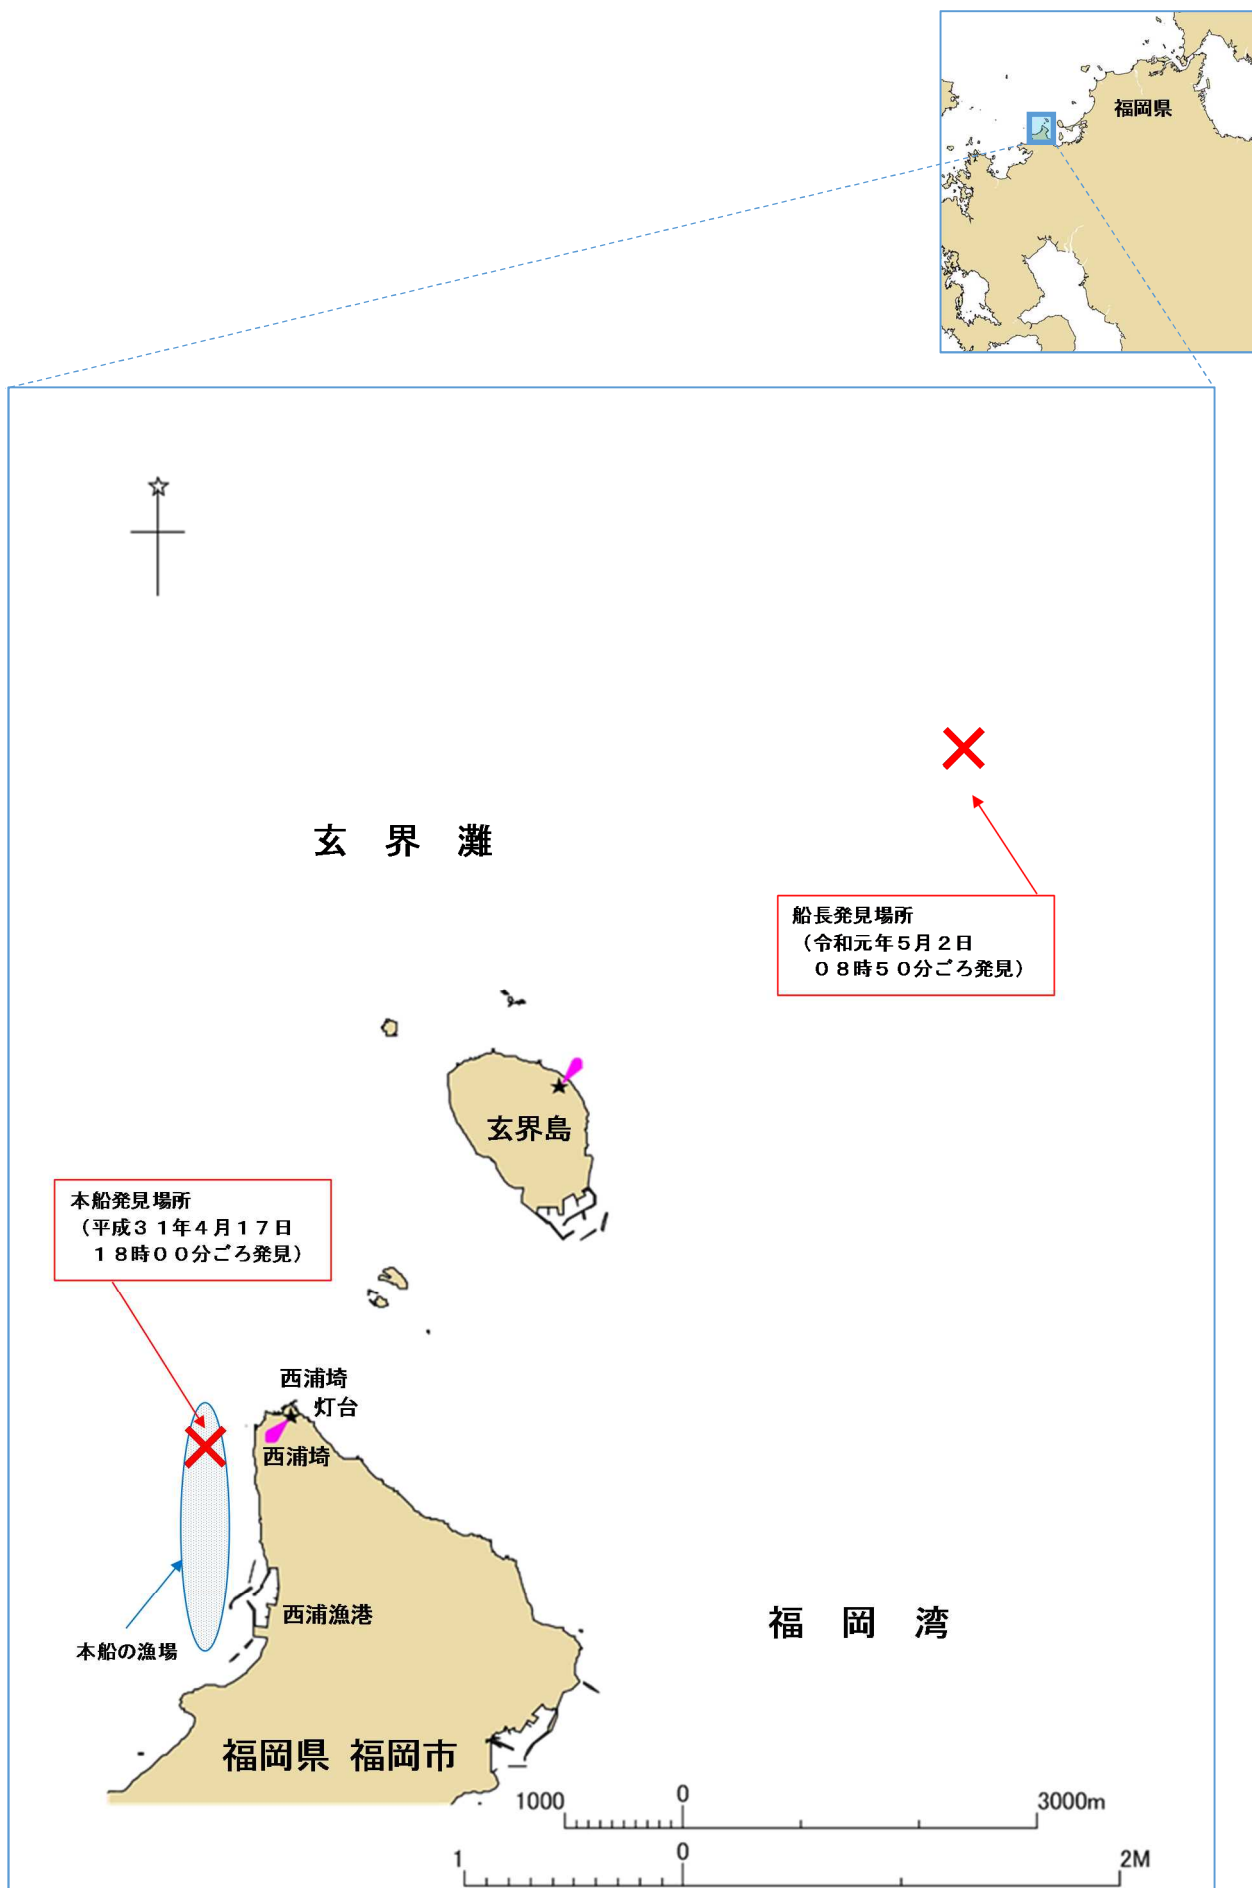 福岡県
玄　界　灘
船長発見場所
（令和元年５月２日
０８時５０分ごろ発見）
玄界島
本船発見場所
（平成３１年４月１７日
１８時００分ごろ発見）
西浦埼
灯台
西浦埼
西浦漁港
本船の漁場
福　岡　湾
福岡県 福岡市
1000 0 3000m
1 0 2M